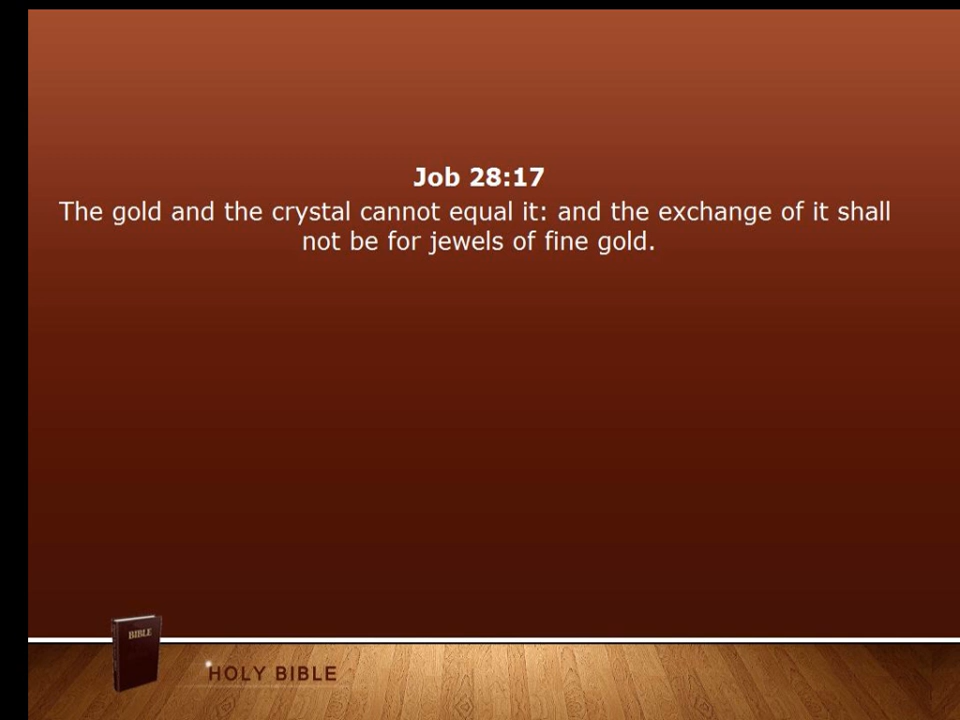 Job 28:17
The gold and the crystal cannot equal it: and the exchange of it shall
not be for jewels of fine gold.
BIBLE
HOLY BIBLE